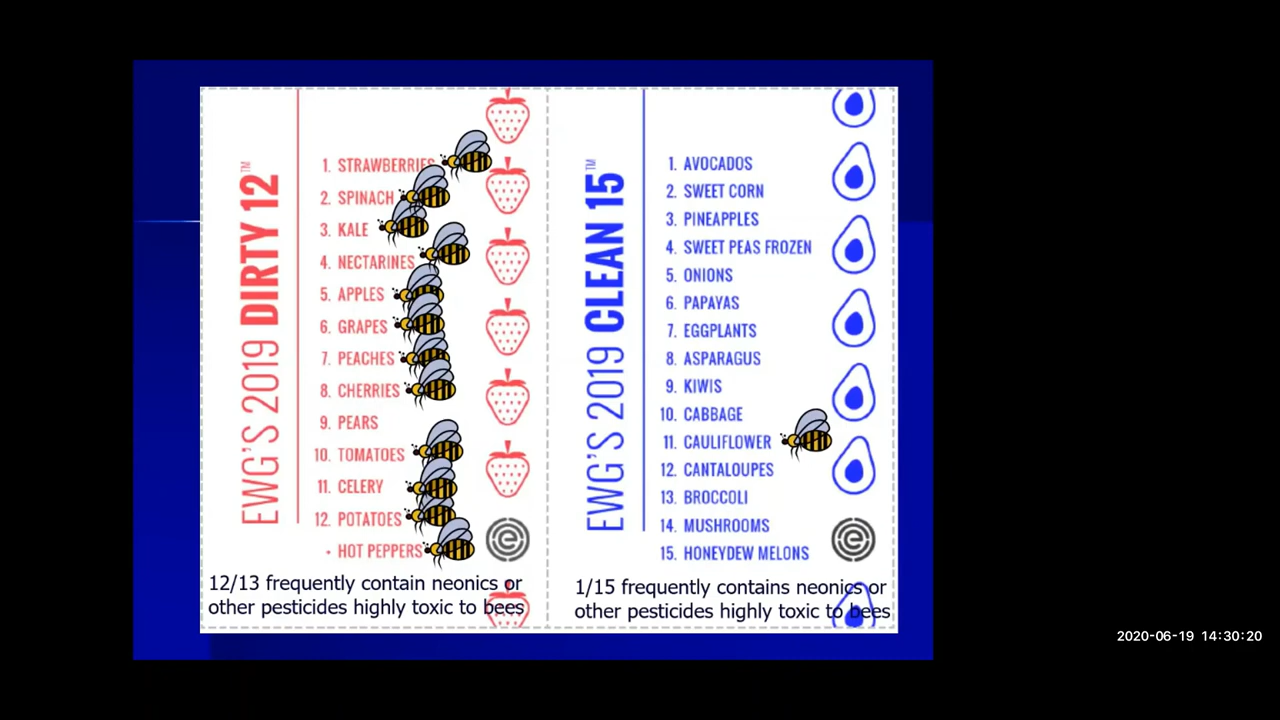 EWG'S 2019 DIRTY 12™
1. STRAWBERRIES
2. SPINACH
3. KALE
4. NECTARINES
5. APPLES
6. GRAPES
7. PEACHES
8. CHERRIES
9. PEARS
10. TOMATOES
11. CELERY
12. POTATOES
• HOT PEPPERS
12/13 frequently contain neonics or
other pesticides highly toxic to bees
EWG'S 2019 CLEAN 15™
1. AVOCADOS
2. SWEET CORN
3. PINEAPPLES
4. SWEET PEAS FROZEN
5. ONIONS
6. PAPAYAS
7. EGGPLANTS
8. ASPARAGUS
9. KIWIS
10. CABBAGE
11. CAULIFLOWER
12. CANTALOUPES
13. BROCCOLI
14. MUSHROOMS
15. HONEYDEW MELONS
1/15 frequently contains neonics or
other pesticides highly toxic to bees
2020-06-19 14:30:20